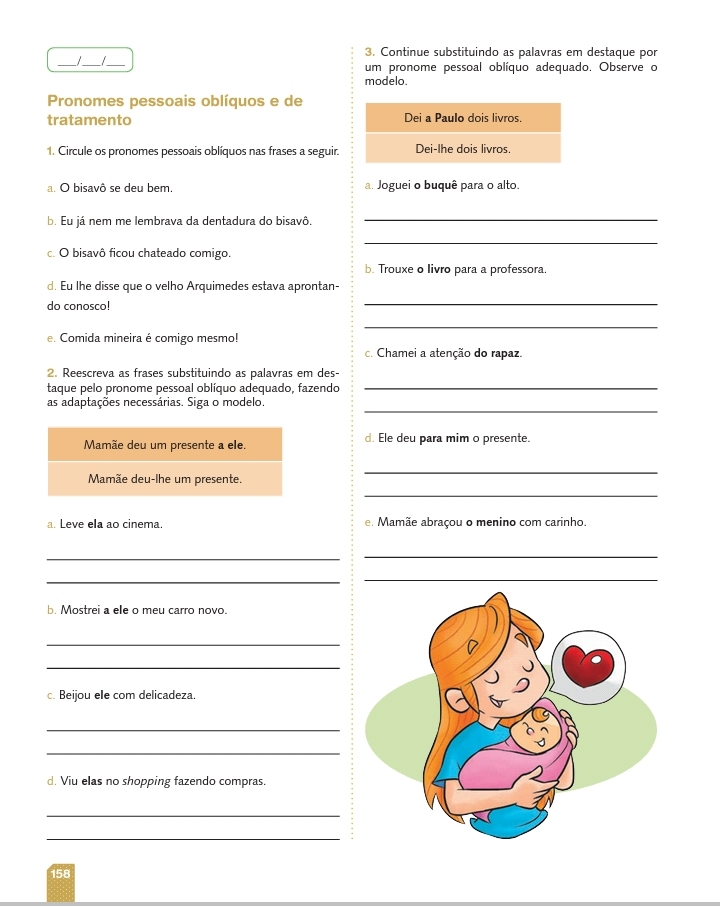 ___/___/___
Pronomes pessoais oblíquos e de
tratamento
1. Circule os pronomes pessoais oblíquos nas frases a seguir.
a. O bisavô se deu bem.
b. Eu já nem me lembrava da dentadura do bisavô.
c. O bisavô ficou chateado comigo.
d. Eu lhe disse que o velho Arquimedes estava aprontan-
do conosco!
e. Comida mineira é comigo mesmo!
2. Reescreva as frases substituindo as palavras em des-
taque pelo pronome pessoal oblíquo adequado, fazendo
as adaptações necessárias. Siga o modelo.
Mamãe deu um presente a ele.
Mamãe deu-lhe um presente.
a. Leve ela ao cinema.
b. Mostrei a ele o meu carro novo.
c. Beijou ele com delicadeza.
d. Viu elas no shopping fazendo compras.
3. Continue substituindo as palavras em destaque por
um pronome pessoal oblíquo adequado. Observe o
modelo.
Dei a Paulo dois livros.
Dei-lhe dois livros.
a. Joguei o buquê para o alto.
b. Trouxe o livro para a professora.
c. Chamei a atenção do rapaz.
d. Ele deu para mim o presente.
e. Mamãe abraçou o menino com carinho.
158